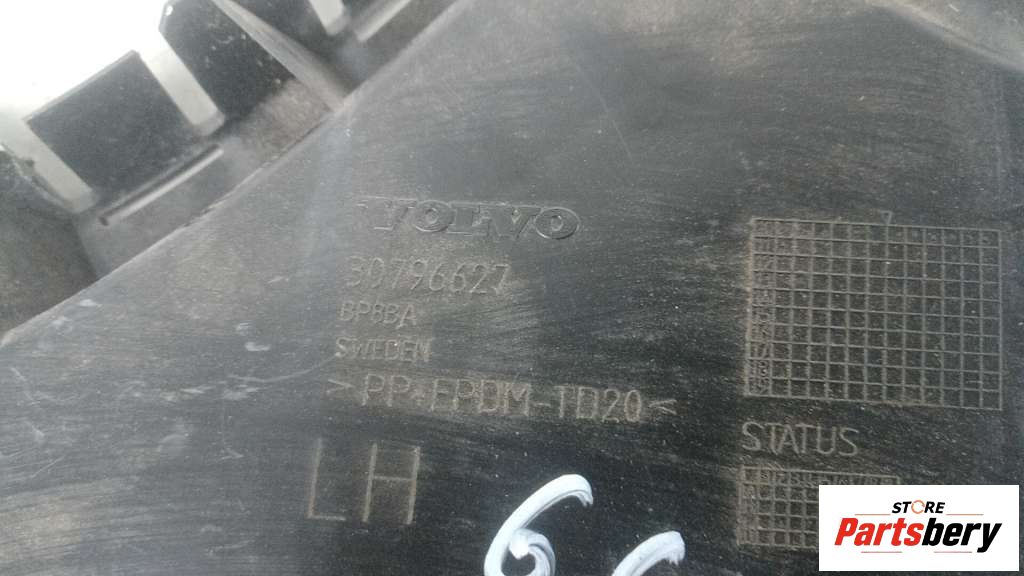 VOLVO
30796627
BP8BA
SWEDEN
>PP+EPDM-TD20<
LH
STATUS
STORE
Partsbery